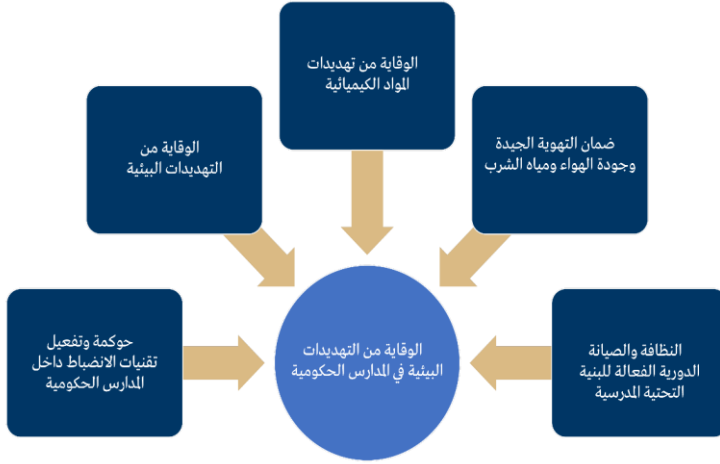 الوقاية من تهديدات
المواد الكيميائية
ضمان التهوية الجيدة
وجودة الهواء ومياه الشرب
الوقاية من
التهديدات البيئية
النظافة والصيانة
الدورية الفعالة للبنية
التحتية المدرسية
الوقاية من التهديدات
البيئية في المدارس الحكومية
حوكمة وتفعيل
تقنيات الانضباط داخل
المدارس الحكومية